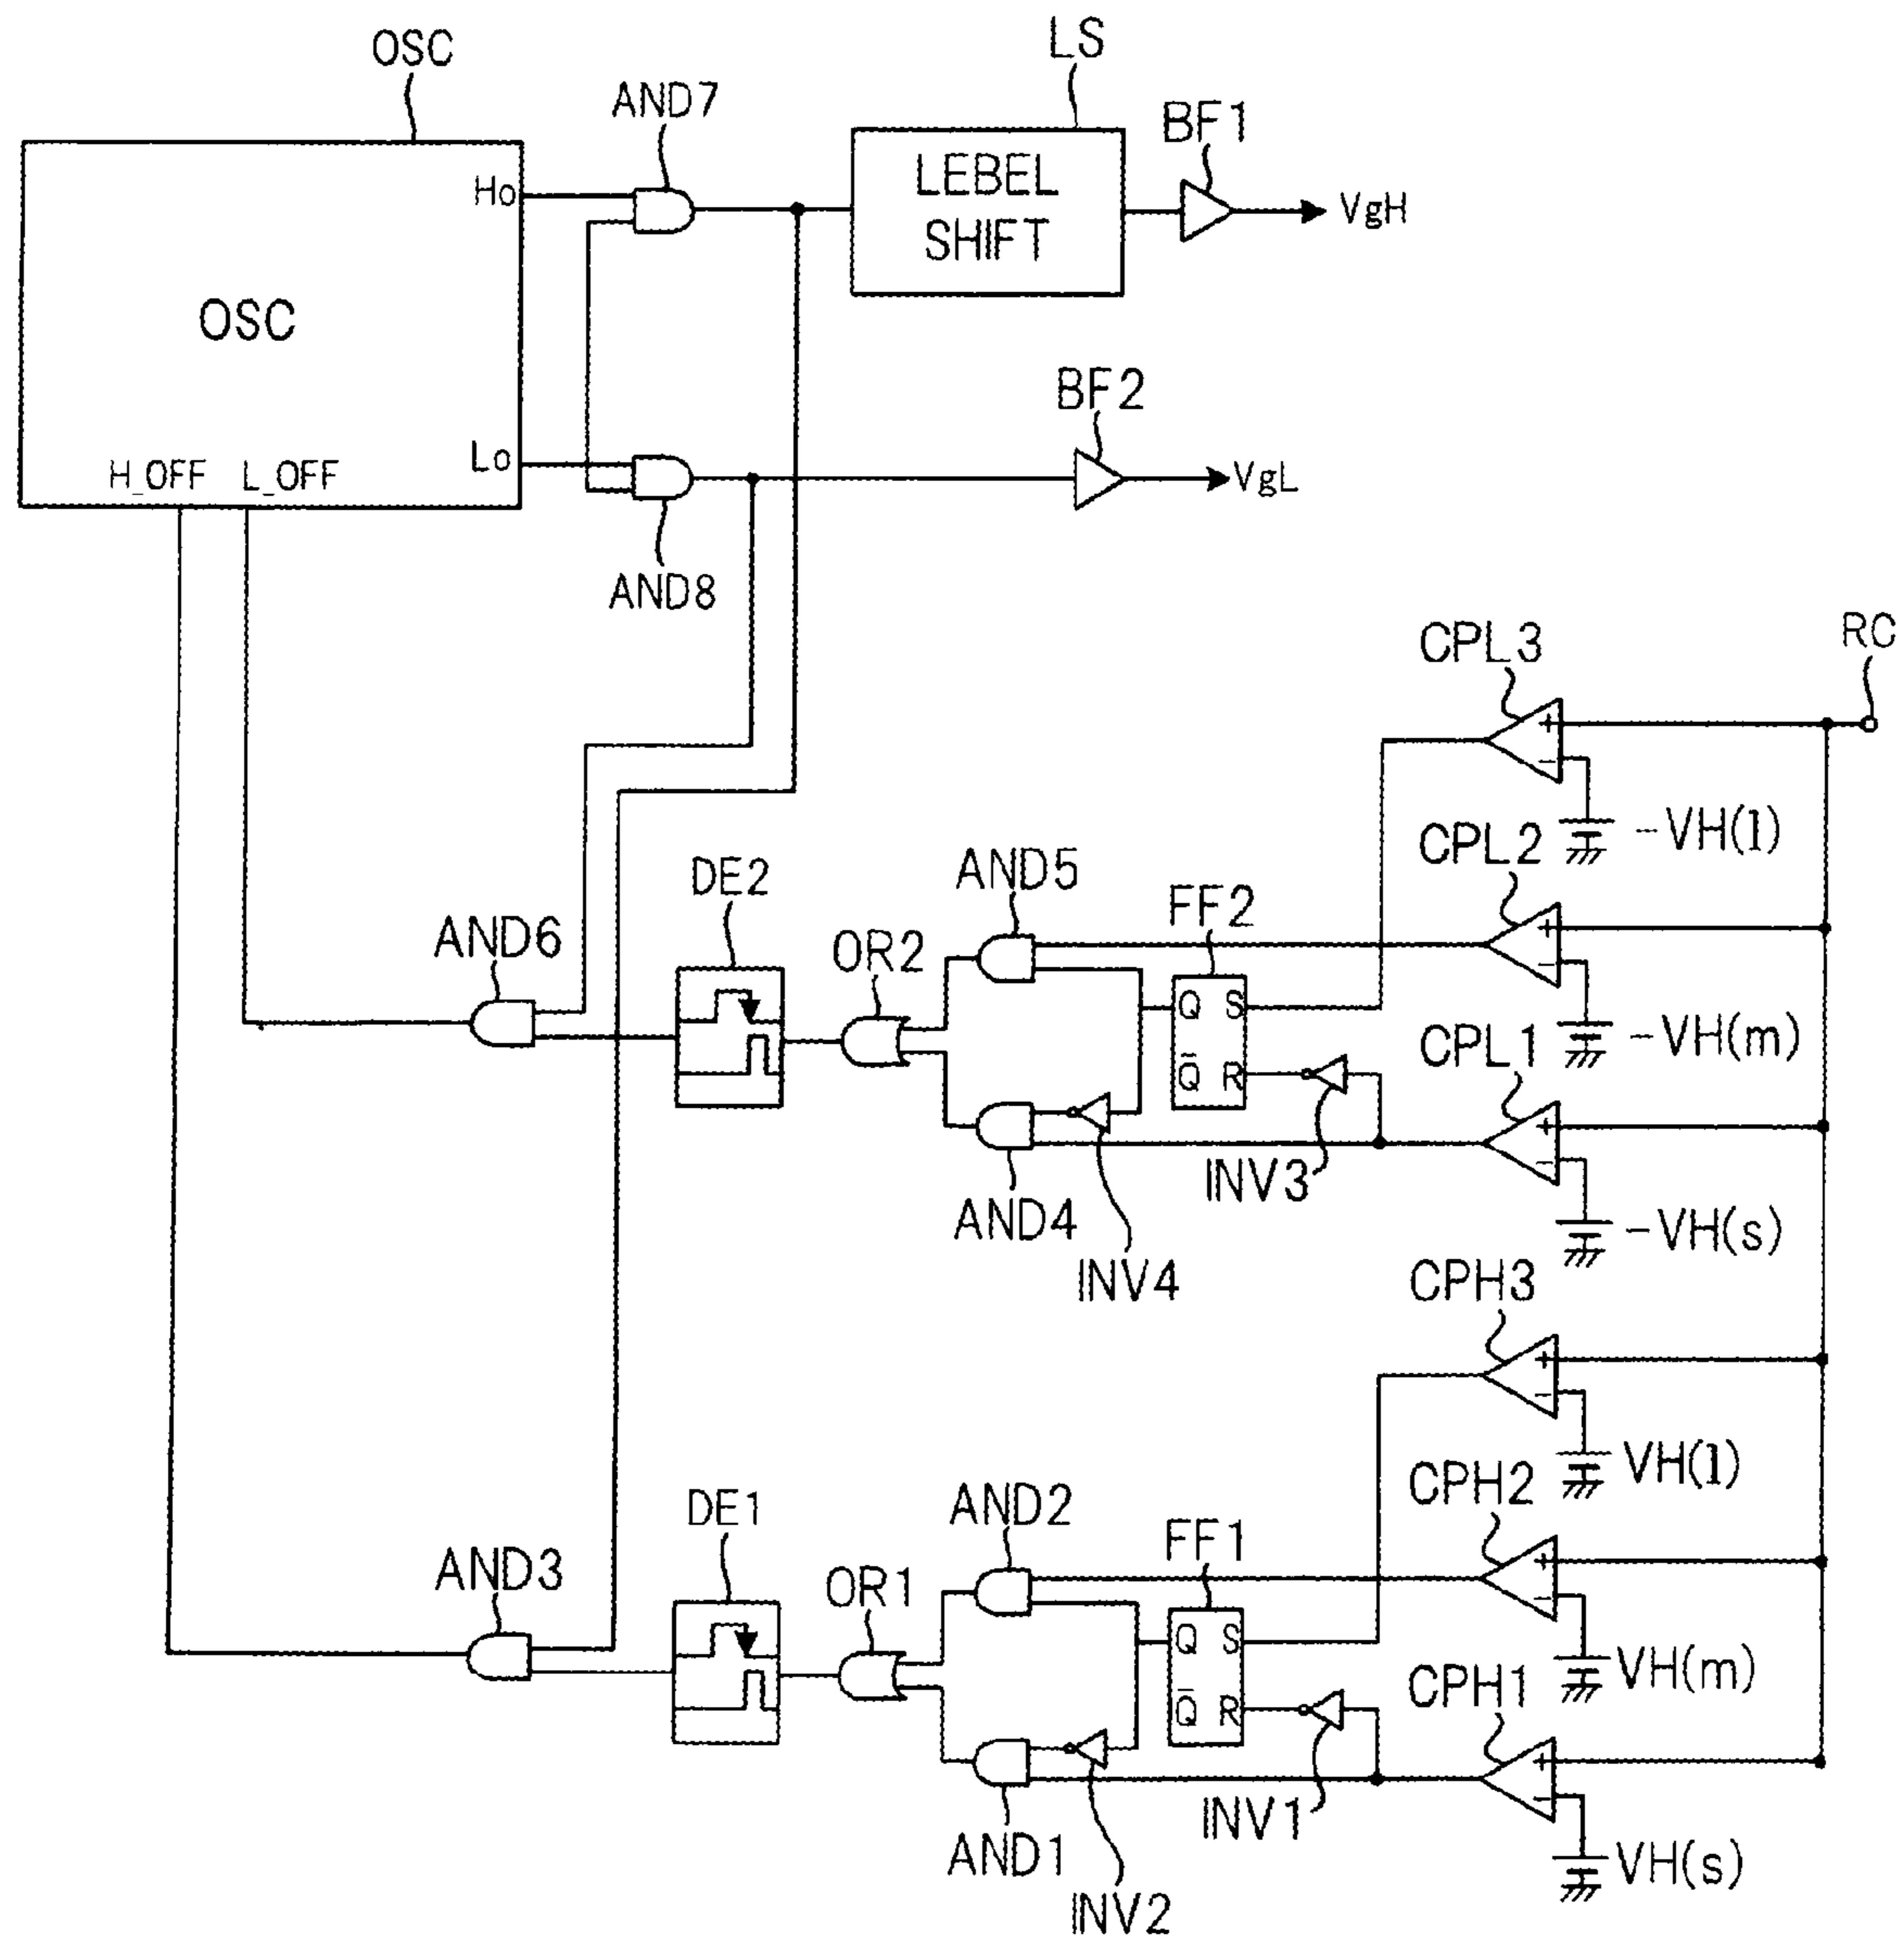 OSC
LS
AND7
BF1
Ho
LEBEL
SHIFT
VgH
OSC
BF2
H_OFF
L_OFF
Lo
VgL
AND8
CPL3
RC
+
−
−VH(l)
CPL2
AND5
DE2
FF2
AND6
OR2
+
−
Q
S
−VH(m)
CPL1
Q̅
R
+
−
INV3
AND4
−VH(s)
INV4
CPH3
+
−
VH(l)
CPH2
AND2
DE1
FF1
AND3
OR1
+
−
Q
S
VH(m)
CPH1
Q̅
R
+
−
INV1
AND1
VH(s)
INV2